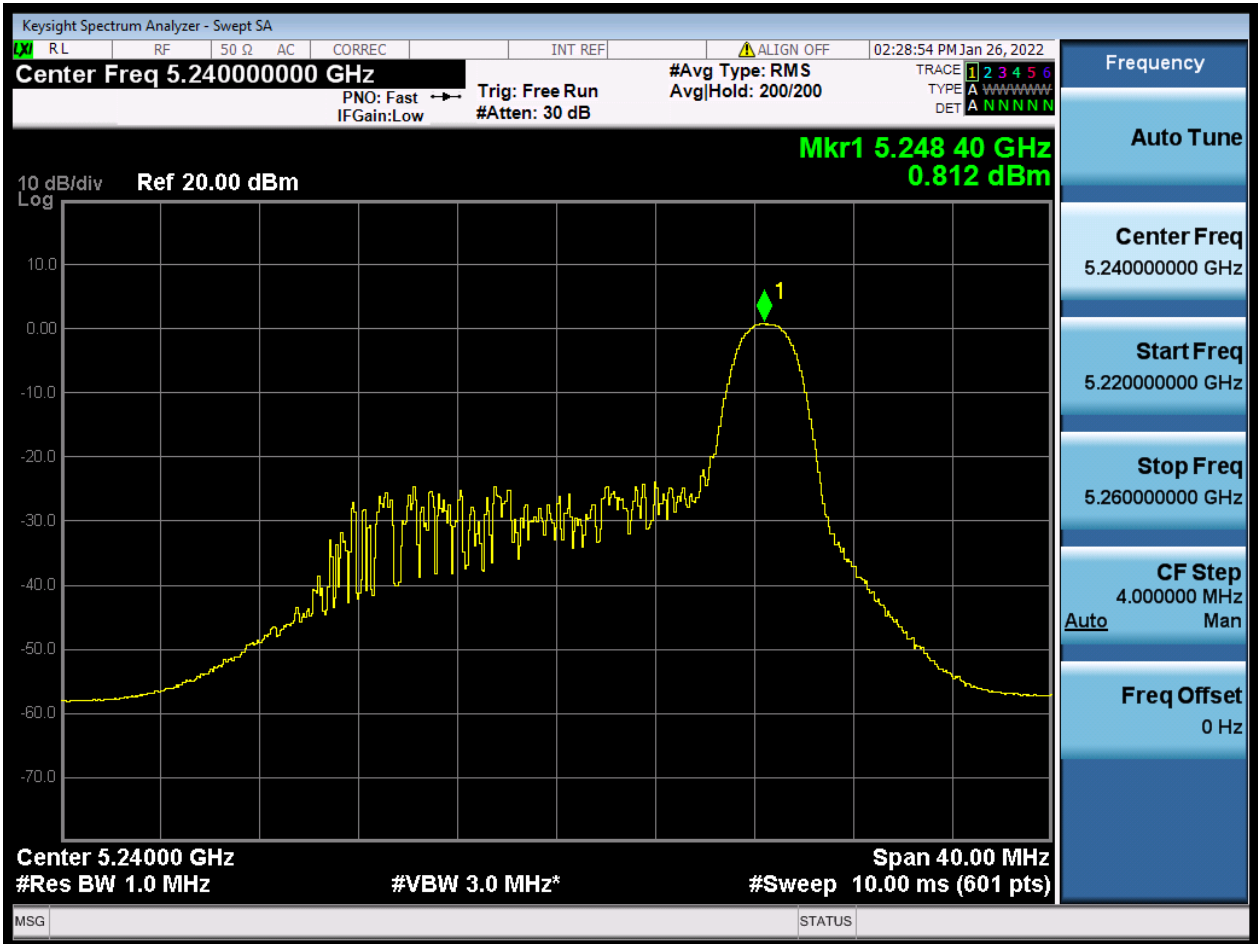 Keysight Spectrum Analyzer - Swept SA
LXI RL RF 50 Ω AC CORREC INT REF ALIGN OFF 02:28:54 PM Jan 26, 2022
Center Freq 5.240000000 GHz
PNO: Fast
IFGain:Low
Trig: Free Run
#Atten: 30 dB
#Avg Type: RMS
Avg|Hold: 200/200
TRACE 1 2 3 4 5 6
TYPE A WWWWW
DET A N N N N N
Mkr1 5.248 40 GHz
0.812 dBm
10 dB/div Ref 20.00 dBm
Log
10.0
0.00
-10.0
-20.0
-30.0
-40.0
-50.0
-60.0
-70.0
1
Center 5.24000 GHz Span 40.00 MHz
#Res BW 1.0 MHz #VBW 3.0 MHz* #Sweep 10.00 ms (601 pts)
MSG STATUS
Frequency
Auto Tune
Center Freq
5.240000000 GHz
Start Freq
5.220000000 GHz
Stop Freq
5.260000000 GHz
CF Step
4.000000 MHz
Auto Man
Freq Offset
0 Hz